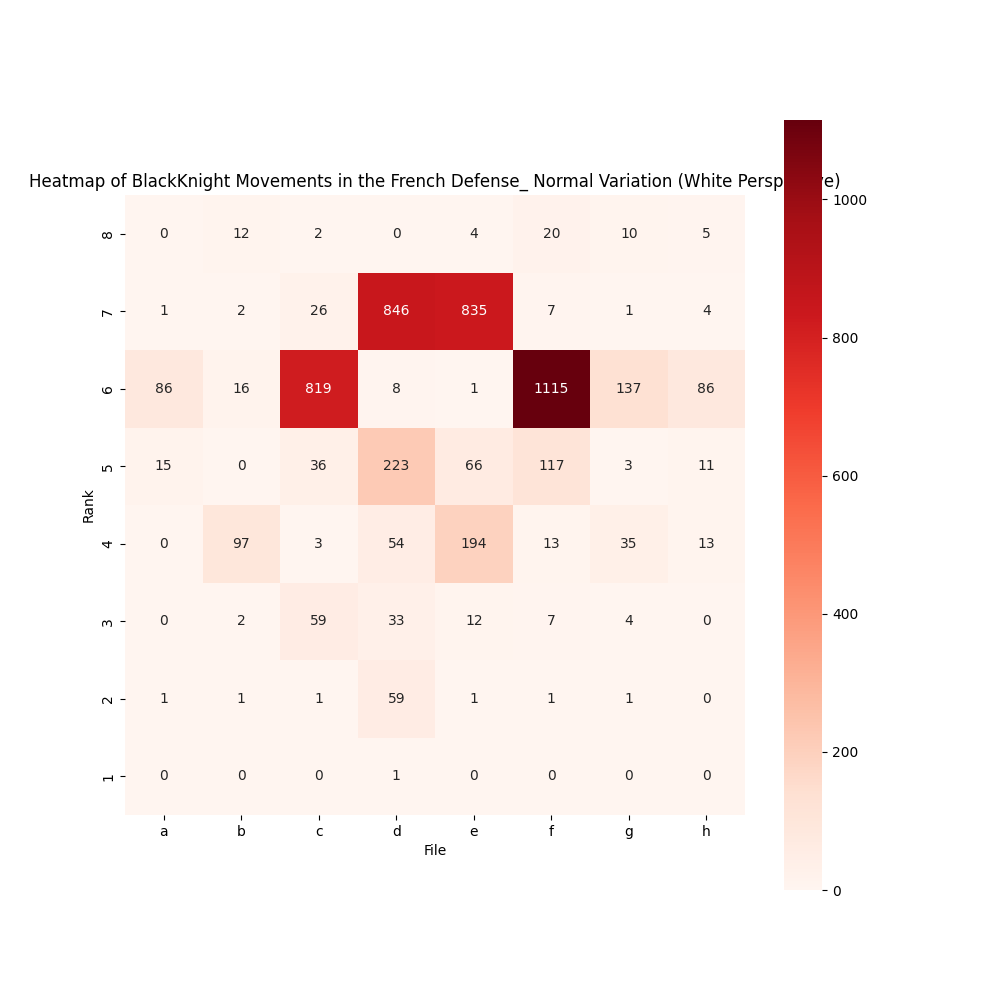 Heatmap of BlackKnight Movements in the French Defense_ Normal Variation (White Persp   e)
1000
8 0 12 2 0 4 20 10 5
7 1 2 26 846 835 7 1 4
800
6 86 16 819 8 1 1115 137 86
600
5 15 0 36 223 66 117 3 11
Rank
4 0 97 3 54 194 13 35 13
400
3 0 2 59 33 12 7 4 0
2 1 1 1 59 1 1 1 0
200
1 0 0 0 1 0 0 0 0
a b c d e f g h
File
0